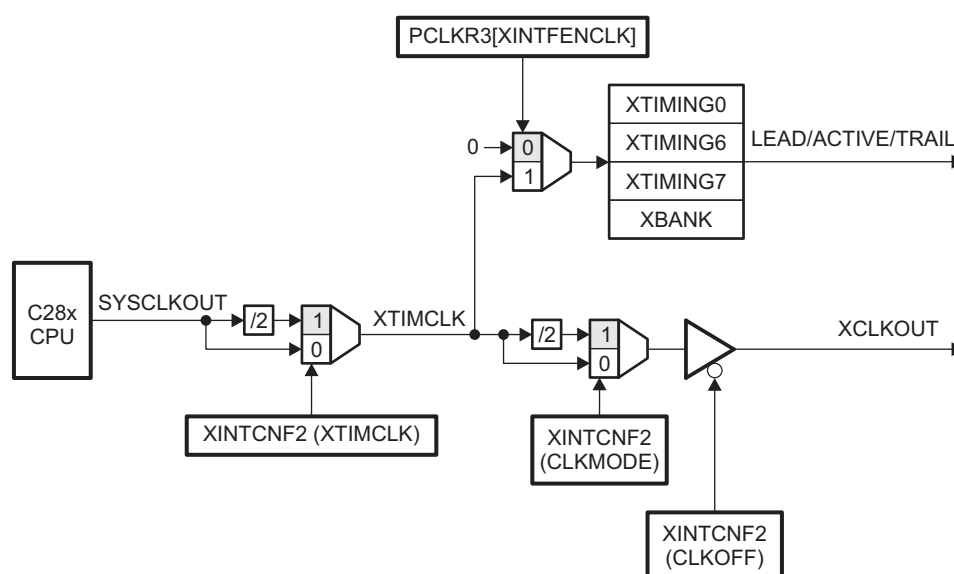 PCLKR3[XINTFENCLK]
0
0
1
XTIMING0
XTIMING6
XTIMING7
XBANK
LEAD/ACTIVE/TRAIL
C28x
CPU
SYSCLKOUT
/2
1
0
XTIMCLK
/2
1
0
XCLKOUT
XINTCNF2 (XTIMCLK)
XINTCNF2
(CLKMODE)
XINTCNF2
(CLKOFF)